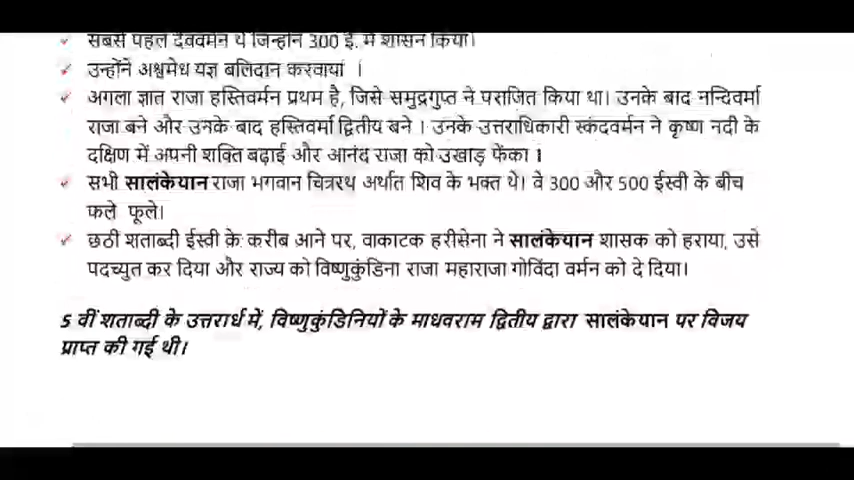 सबसे पहले देववर्मन थे जिन्होंने 300 ई. में शासन किया।
उन्होंने अश्वमेध यज्ञ बलिदान करवाया ।
अगला ज्ञात राजा हस्तिवर्मन प्रथम है, जिसे समुद्रगुप्त ने पराजित किया था। उनके बाद नन्दिवर्मा
राजा बने और उनके बाद हस्तिवर्मा द्वितीय बने । उनके उत्तराधिकारी स्कंदवर्मन ने कृष्ण नदी के
दक्षिण में अपनी शक्ति बढ़ाई और आनंद राजा को उखाड़ फेंका ।
सभी सालंकेयान राजा भगवान चित्ररथ अर्थात शिव के भक्त थे। वे 300 और 500 ईस्वी के बीच
फले फूले।
छठी शताब्दी ईस्वी के करीब आने पर, वाकाटक हरीसेना ने सालंकेयान शासक को हराया, उसे
पदच्युत कर दिया और राज्य को विष्णुकुंडिना राजा महाराजा गोविंदा वर्मन को दे दिया।
5 वीं शताब्दी के उत्तरार्ध में, विष्णुकुंडिनियों के माधवराम द्वितीय द्वारा सालंकेयान पर विजय
प्राप्त की गई थी।